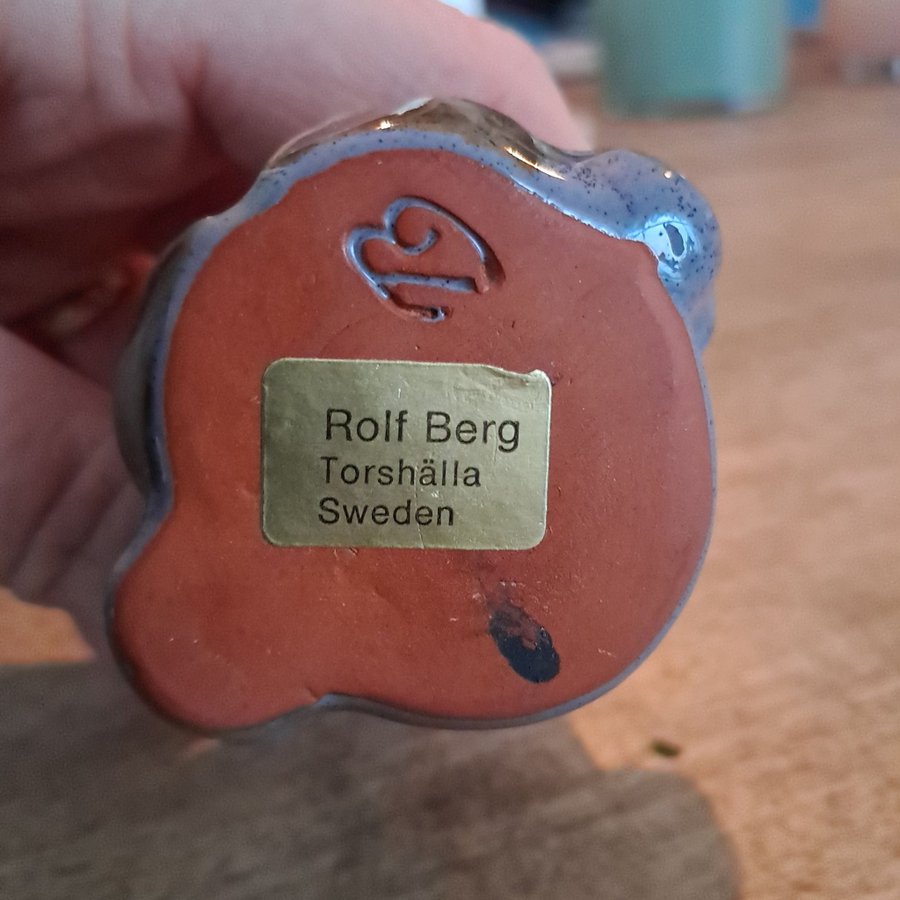 Rolf Berg
Torshälla
Sweden